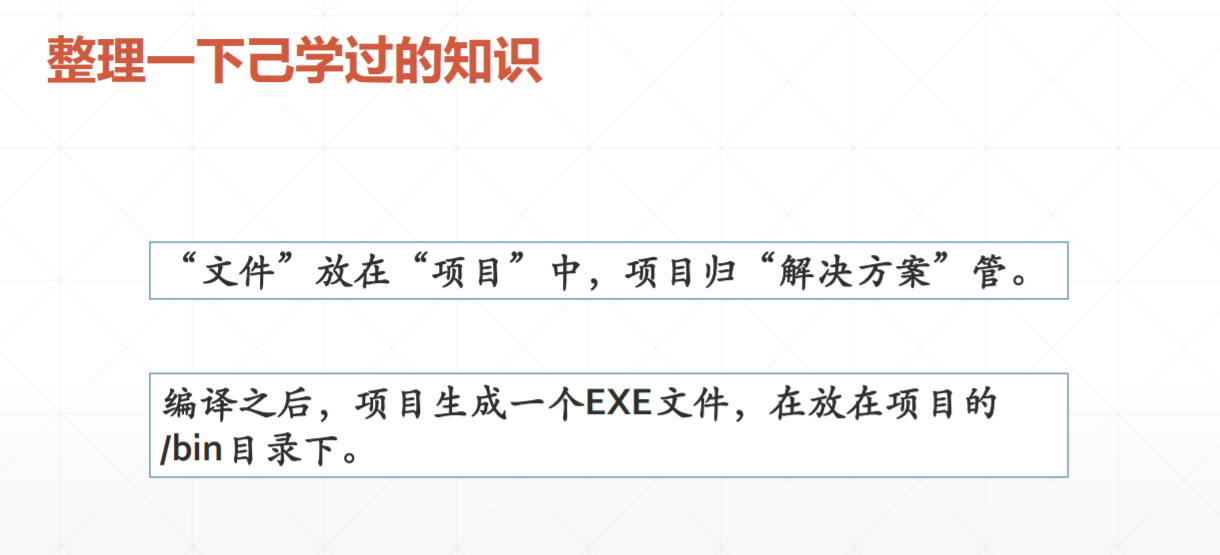 整理一下己学过的知识
“文件”放在“项目”中，项目归“解决方案”管。
编译之后，项目生成一个EXE文件，在放在项目的
/bin目录下。